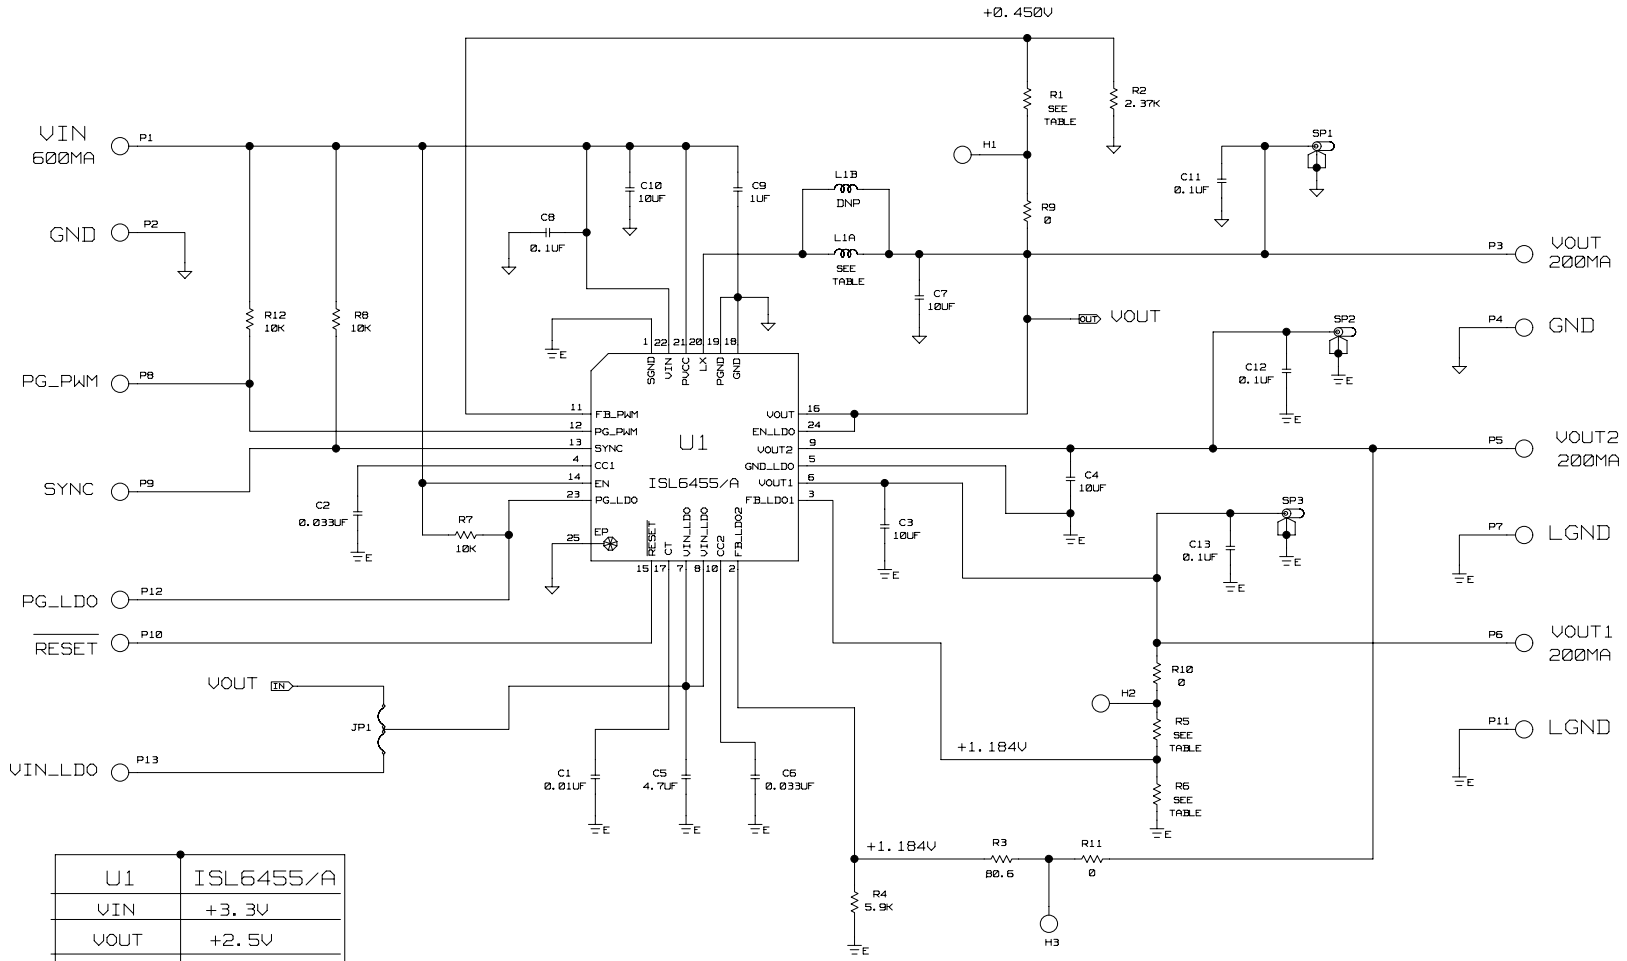 +0.450V
R1
SEE
TABLE
R2
2.37K
VIN
600MA
P1
H1
SP1
C11
0.1UF
C10
10UF
C9
1UF
L1B
DNP
R9
0
GND
P2
C8
0.1UF
L1A
SEE
TABLE
P3
VOUT
200MA
C7
10UF
R12
10K
R8
10K
OUT
VOUT
SP2
P4
GND
E
1
22
21
20
19
18
SGND
VIN
PVCC
LX
PGND
GND
C12
0.1UF
E
E
PG_PWM
P8
11
FB_PWM
12
PG_PWM
13
SYNC
4
CC1
14
EN
23
PG_LDO
25
EP
U1
ISL6455/A
VOUT
16
EN_LDO
24
VOUT2
9
GND_LDO
5
VOUT1
6
FB_LDO1
3
P5
VOUT2
200MA
SYNC
P9
C2
0.033UF
E
R7
10K
C4
10UF
E
C3
10UF
E
SP3
C13
0.1UF
E
E
P7
LGND
E
RESET
CT
VIN_LDO
VIN_LDO
CC2
FB_LDO2
15
17
7
8
10
2
PG_LDO
P12
RESET
P10
P6
VOUT1
200MA
VOUT
IN
JP1
VIN_LDO
P13
R10
0
H2
R5
SEE
TABLE
+1.184V
R6
SEE
TABLE
E
P11
LGND
E
C1
0.01UF
E
C5
4.7UF
E
C6
0.033UF
E
+1.184V
R3
80.6
R11
0
R4
5.9K
E
H3
U1
ISL6455/A
VIN
+3.3V
VOUT
+2.5V